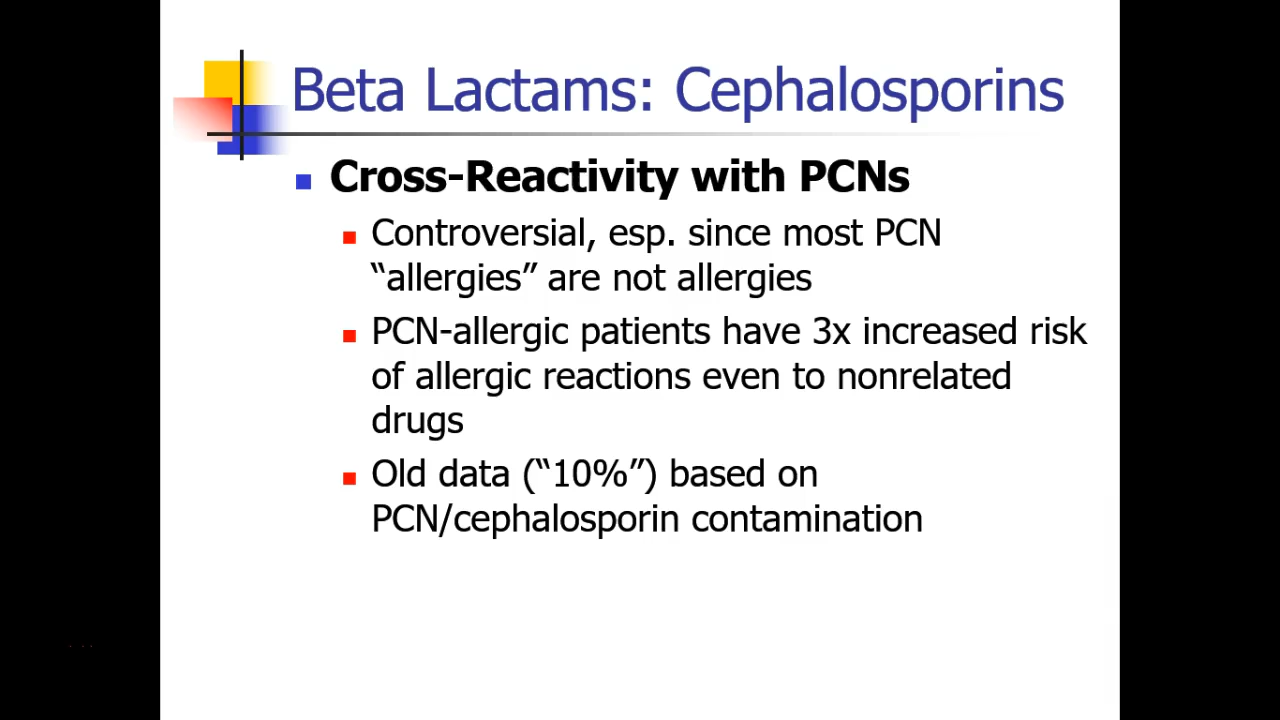 Beta Lactams: Cephalosporins
Cross-Reactivity with PCNs
Controversial, esp. since most PCN
“allergies” are not allergies
PCN-allergic patients have 3x increased risk
of allergic reactions even to nonrelated
drugs
Old data (“10%”) based on
PCN/cephalosporin contamination